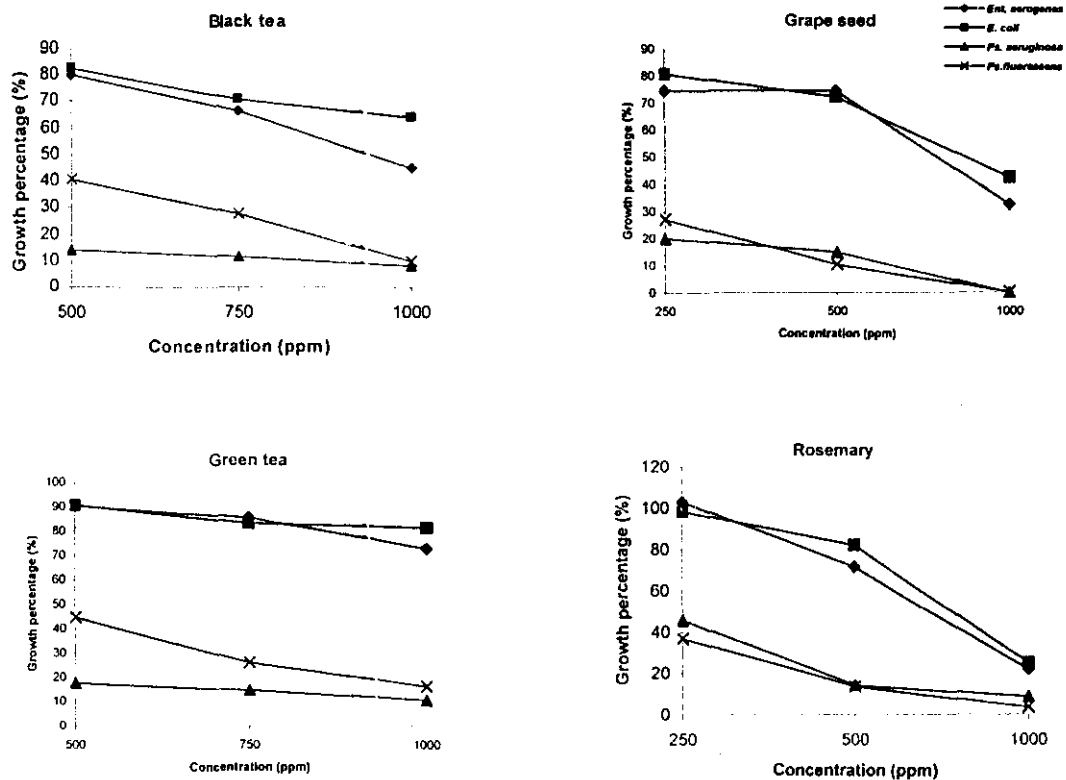 Black tea
Growth percentage (%)
90
80
70
60
50
40
30
20
10
0
500 750 1000
Concentration (ppm)
Grape seed
Ent. aerogenes
E. coli
Ps. aeruginosa
Ps.fluoresens
Growth percentage (%)
90
80
70
60
50
40
30
20
10
0
250 500 1000
Concentration (ppm)
Green tea
Growth percentage (%)
100
90
80
70
60
50
40
30
20
10
0
500 750 1000
Concentration (ppm)
Rosemary
Growth percentage (%)
120
100
80
60
40
20
0
250 500 1000
Concentration (ppm)